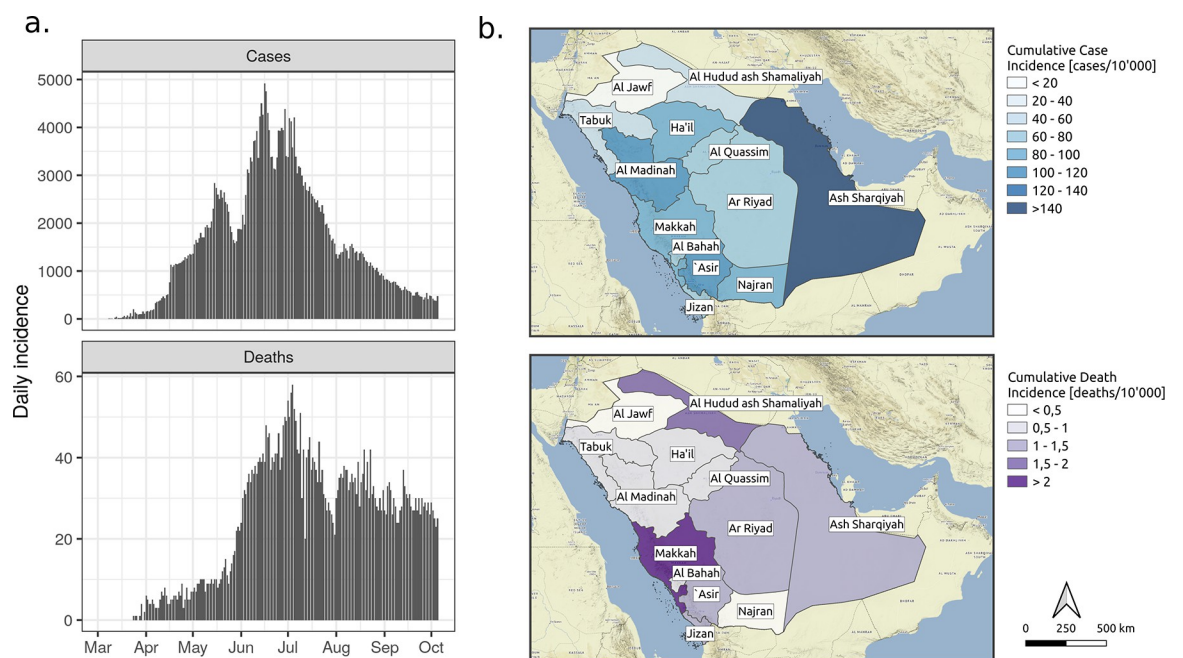 a.
Cases
5000
4000
3000
2000
1000
0
Daily incidence
Deaths
60
40
20
0
Mar Apr May Jun Jul Aug Sep Oct
b.
Al Hudud ash Shamaliyah
Al Jawf
Tabuk
Ha'il
Al Quassim
Al Madinah
Ar Riyad
Ash Sharqiyah
Makkah
Al Bahah
`Asir
Najran
Jizan
Cumulative Case
Incidence [cases/10'000]
< 20
20 - 40
40 - 60
60 - 80
80 - 100
100 - 120
120 - 140
>140
Al Hudud ash Shamaliyah
Al Jawf
Tabuk
Ha'il
Al Quassim
Al Madinah
Ar Riyad
Ash Sharqiyah
Makkah
Al Bahah
`Asir
Najran
Jizan
Cumulative Death
Incidence [deaths/10'000]
< 0,5
0,5 - 1
1 - 1,5
1,5 - 2
> 2
0 250 500 km